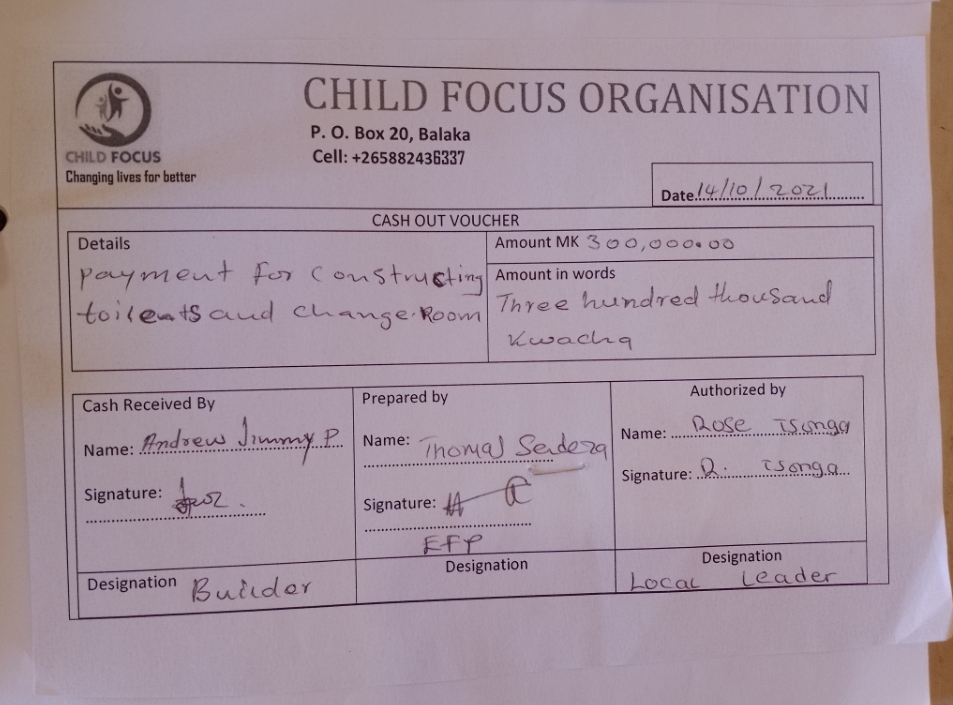 CHILD FOCUS ORGANISATION
P. O. Box 20, Balaka
Cell: +265882436337
CHILD FOCUS
Changing lives for better
Date 14/10/2021
CASH OUT VOUCHER
Details
payment for constructing
toilents and change Room
Amount MK 300,000.00
Amount in words
Three hundred thousand
Kwacha
Cash Received By
Name: Andrew Jimmy P.
Signature:
Designation Builder
Prepared by
Name: Thomas Sendeza
Signature:
EFP
Designation
Authorized by
Name: Rose Tsonga
Signature: R. Tsonga
Designation
Local Leader